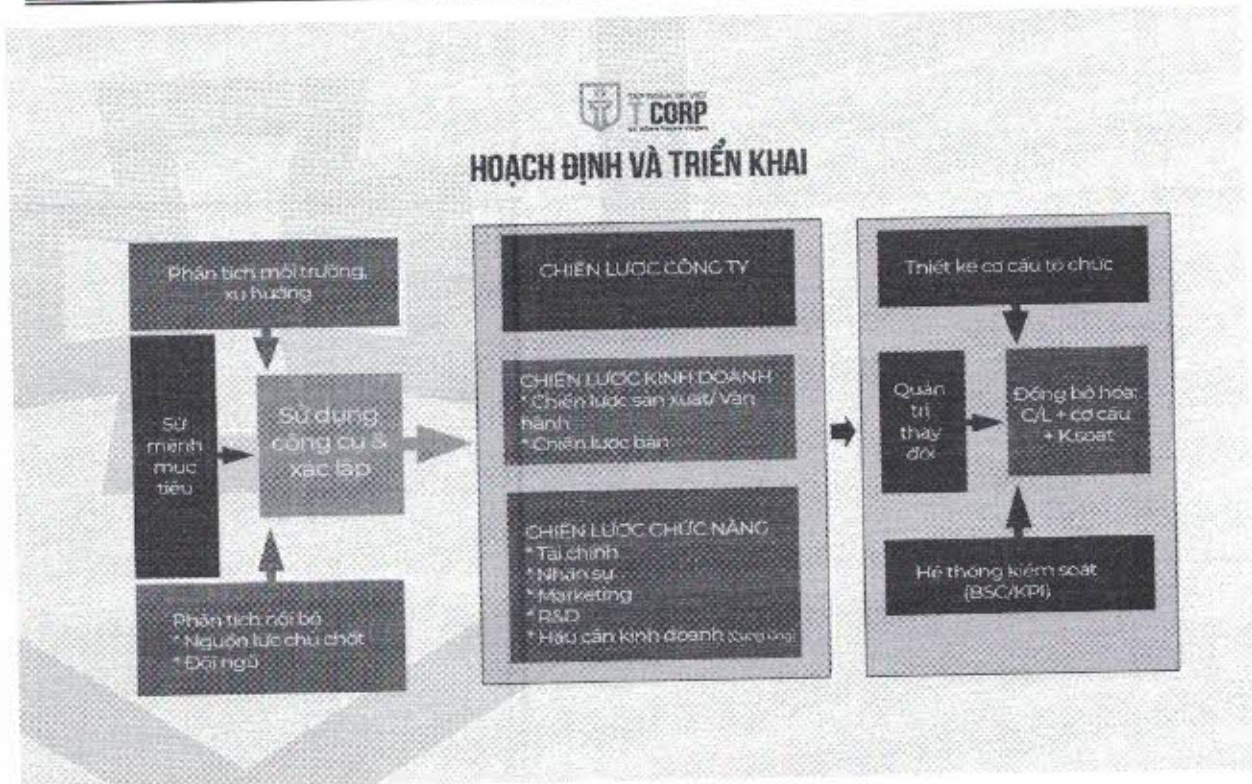 T CORP
HOẠCH ĐỊNH VÀ TRIỂN KHAI
Phân tích môi trường,
xu hướng
Sứ
mệnh
mục
tiêu
Sử dụng
công cụ &
xác lập
Phân tích nội bộ
* Nguồn lực chủ chốt
* Đội ngũ
CHIẾN LƯỢC CÔNG TY
CHIẾN LƯỢC KINH DOANH
* Chiến lược sản xuất/ Vận
hành
* Chiến lược bán
CHIẾN LƯỢC CHỨC NĂNG
* Tài chính
* Nhân sự
* Marketing
* R&D
* Hậu cần kinh doanh (Cung ứng)
Thiết kế cơ cấu tổ chức
Quản
trị
thay
đổi
Đồng bộ hóa:
C/L + cơ cấu
+ K.soát
Hệ thống kiểm soát
(BSC/KPI)